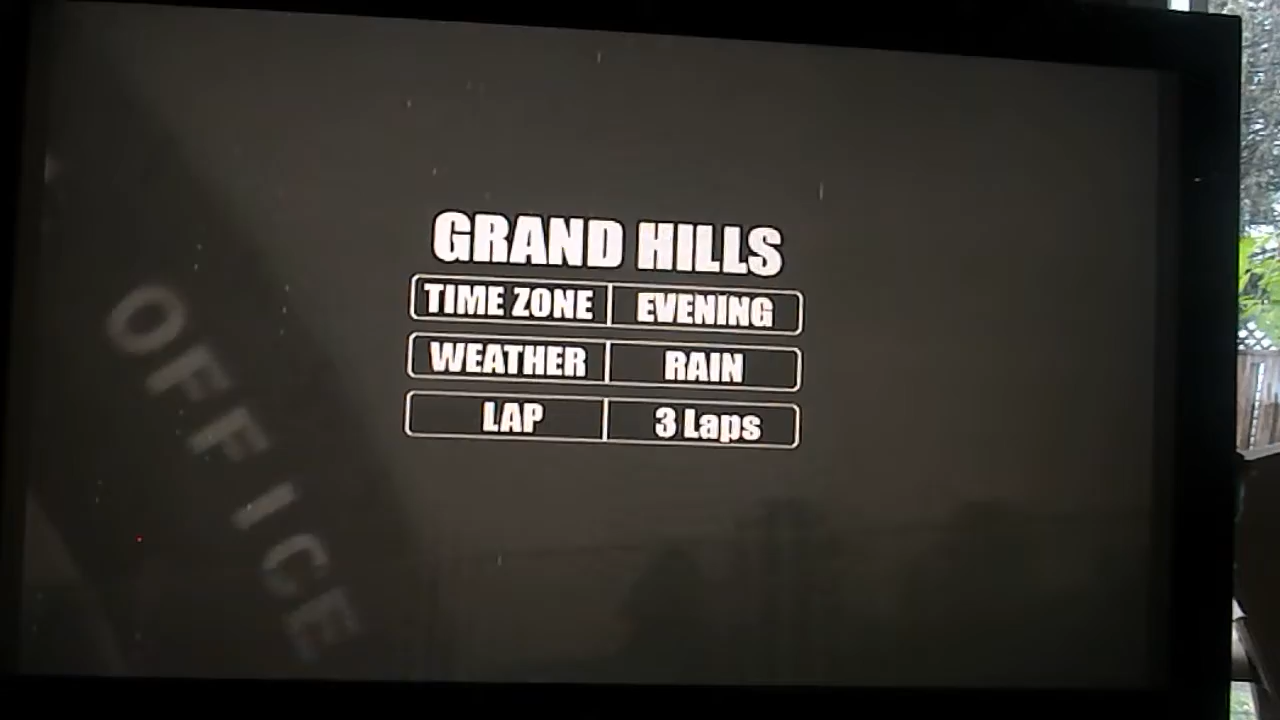 GRAND HILLS
TIME ZONE EVENING
WEATHER RAIN
LAP 3 Laps
OFFICE